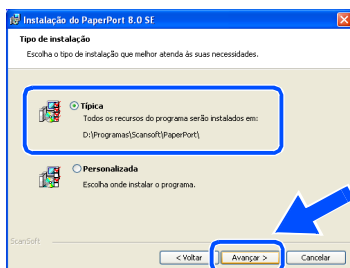 Instalação do PaperPort 8.0 SE
Tipo de instalação
Escolha o tipo de instalação que melhor atenda às suas necessidades.
Típica
Todos os recursos do programa serão instalados em:
D:\Programas\Scansoft\PaperPort\
Personalizada
Escolha onde instalar o programa.
ScanSoft
< Voltar
Avançar >
Cancelar